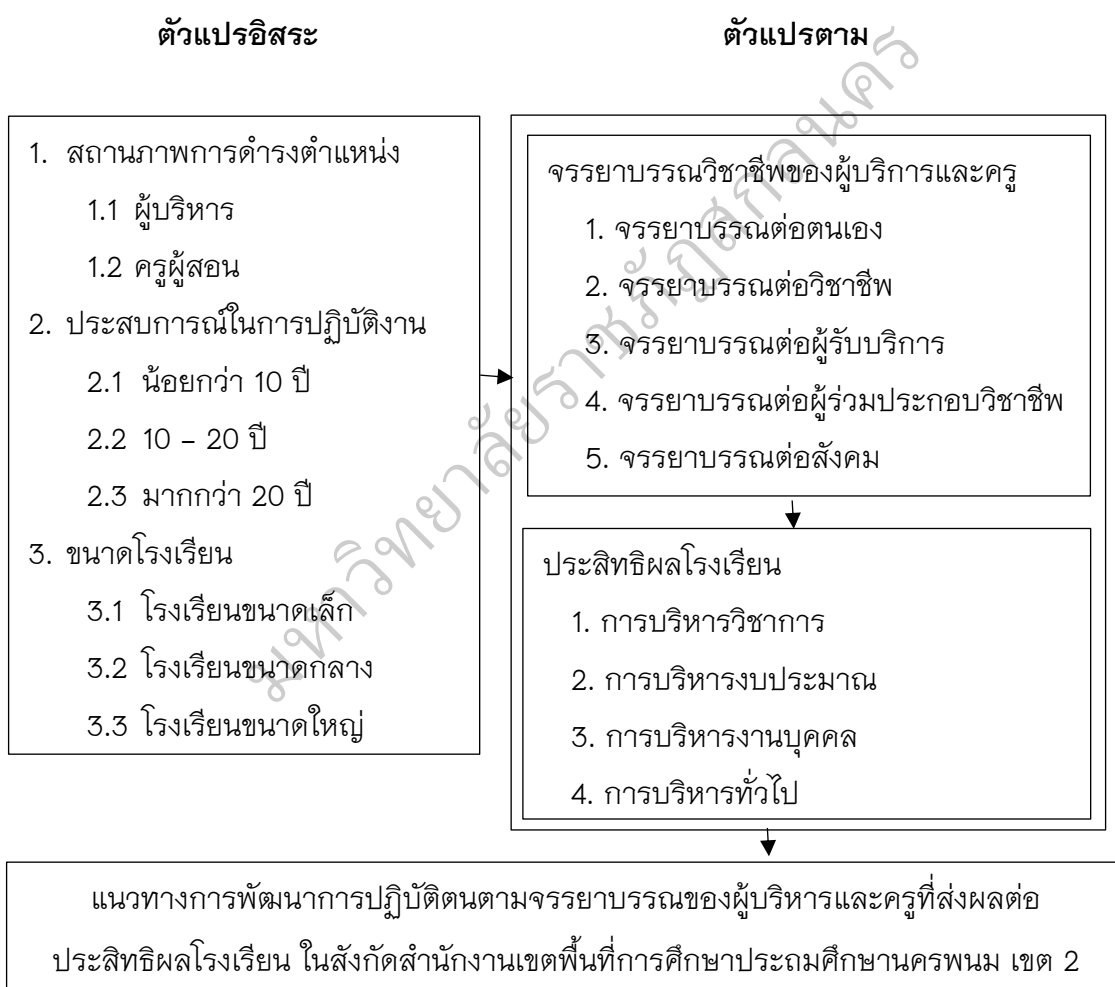 ตัวแปรอิสระ
ตัวแปรตาม
1. สถานภาพการดำรงตำแหน่ง
1.1 ผู้บริหาร
1.2 ครูผู้สอน
2. ประสบการณ์ในการปฏิบัติงาน
2.1 น้อยกว่า 10 ปี
2.2 10 – 20 ปี
2.3 มากกว่า 20 ปี
3. ขนาดโรงเรียน
3.1 โรงเรียนขนาดเล็ก
3.2 โรงเรียนขนาดกลาง
3.3 โรงเรียนขนาดใหญ่
จรรยาบรรณวิชาชีพของผู้บริการและครู
1. จรรยาบรรณต่อตนเอง
2. จรรยาบรรณต่อวิชาชีพ
3. จรรยาบรรณต่อผู้รับบริการ
4. จรรยาบรรณต่อผู้ร่วมประกอบวิชาชีพ
5. จรรยาบรรณต่อสังคม
ประสิทธิผลโรงเรียน
1. การบริหารวิชาการ
2. การบริหารงบประมาณ
3. การบริหารงานบุคคล
4. การบริหารทั่วไป
แนวทางการพัฒนาการปฏิบัติตนตามจรรยาบรรณของผู้บริหารและครูที่ส่งผลต่อ
ประสิทธิผลโรงเรียน ในสังกัดสำนักงานเขตพื้นที่การศึกษาประถมศึกษานครพนม เขต 2
มหาวิทยาลัยราชภัฏสกลนคร